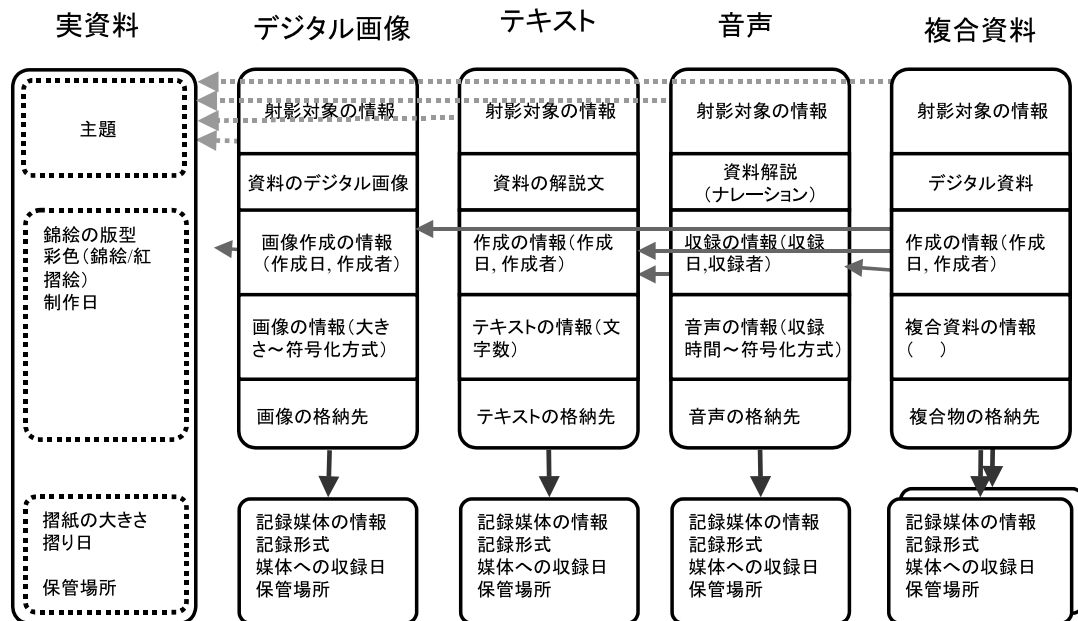 実資料
デジタル画像
テキスト
音声
複合資料
主題
錦絵の版型
彩色(錦絵/紅
摺絵)
制作日
摺紙の大きさ
摺り日
保管場所
射影対象の情報
資料のデジタル画像
画像作成の情報
(作成日, 作成者)
画像の情報(大き
さ～符号化方式)
画像の格納先
記録媒体の情報
記録形式
媒体への収録日
保管場所
射影対象の情報
資料の解説文
作成の情報(作成
日, 作成者)
テキストの情報(文
字数)
テキストの格納先
記録媒体の情報
記録形式
媒体への収録日
保管場所
射影対象の情報
資料解説
(ナレーション)
収録の情報(収録
日,収録者)
音声の情報(収録
時間～符号化方式)
音声の格納先
記録媒体の情報
記録形式
媒体への収録日
保管場所
射影対象の情報
デジタル資料
作成の情報(作成
日, 作成者)
複合資料の情報
(　)
複合物の格納先
記録媒体の情報
記録形式
媒体への収録日
保管場所